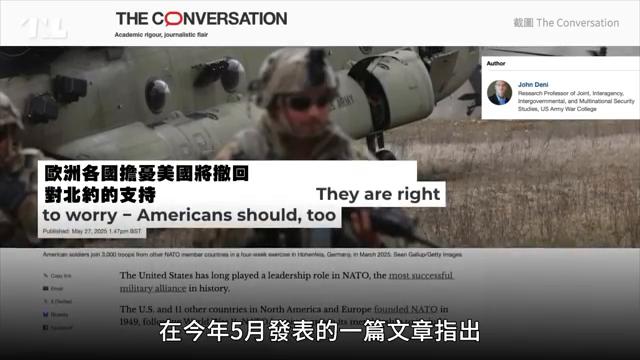 TNL
THE CONVERSATION
Academic rigour, journalistic flair
截圖 The Conversation
Author
John Deni
Research Professor of Joint, Interagency,
Intergovernmental, and Multinational Security
Studies, US Army War College
歐洲各國擔憂美國將撤回
對北約的支持
They are right
to worry – Americans should, too
Published: May 27, 2025 1.47pm BST
American soldiers join 3,000 troops from other NATO member countries in a four-week exercise in Hohenfels, Germany, in March 2025. Sean Gallup/Getty Images
Copy link
Email
X (Twitter)
Bluesky
Facebook
The United States has long played a leadership role in NATO, the most successful
military alliance in history.
The U.S. and 11 other countries in North America and Europe founded NATO in
1949, following
在今年5月發表的一篇文章指出